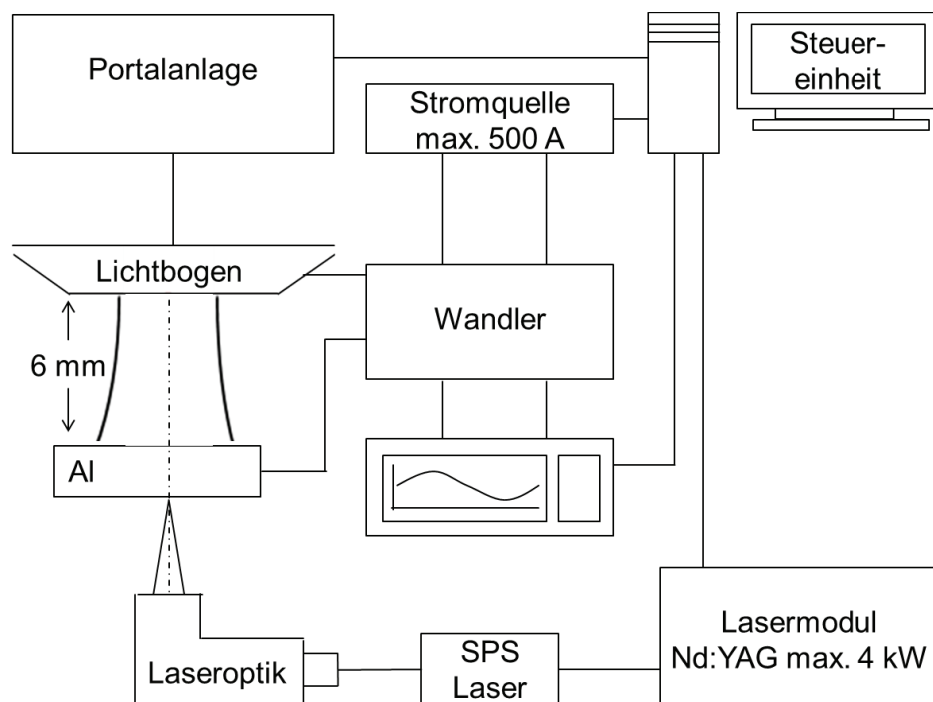 Portalanlage
Steuer-
einheit
Stromquelle
max. 500 A
Lichtbogen
Wandler
6 mm
Al
Lasermodul
Nd:YAG max. 4 kW
SPS
Laser
Laseroptik